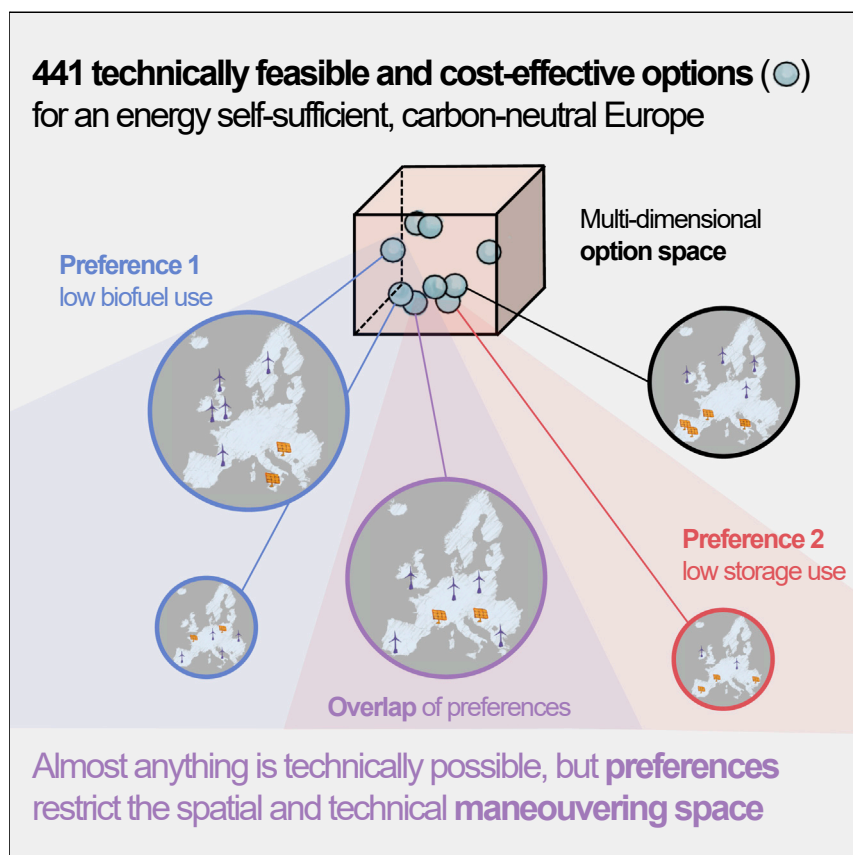 441 technically feasible and cost-effective options ( )
for an energy self-sufficient, carbon-neutral Europe
Multi-dimensional
option space
Preference 1
low biofuel use
Preference 2
low storage use
Overlap of preferences
Almost anything is technically possible, but preferences
restrict the spatial and technical maneouvering space